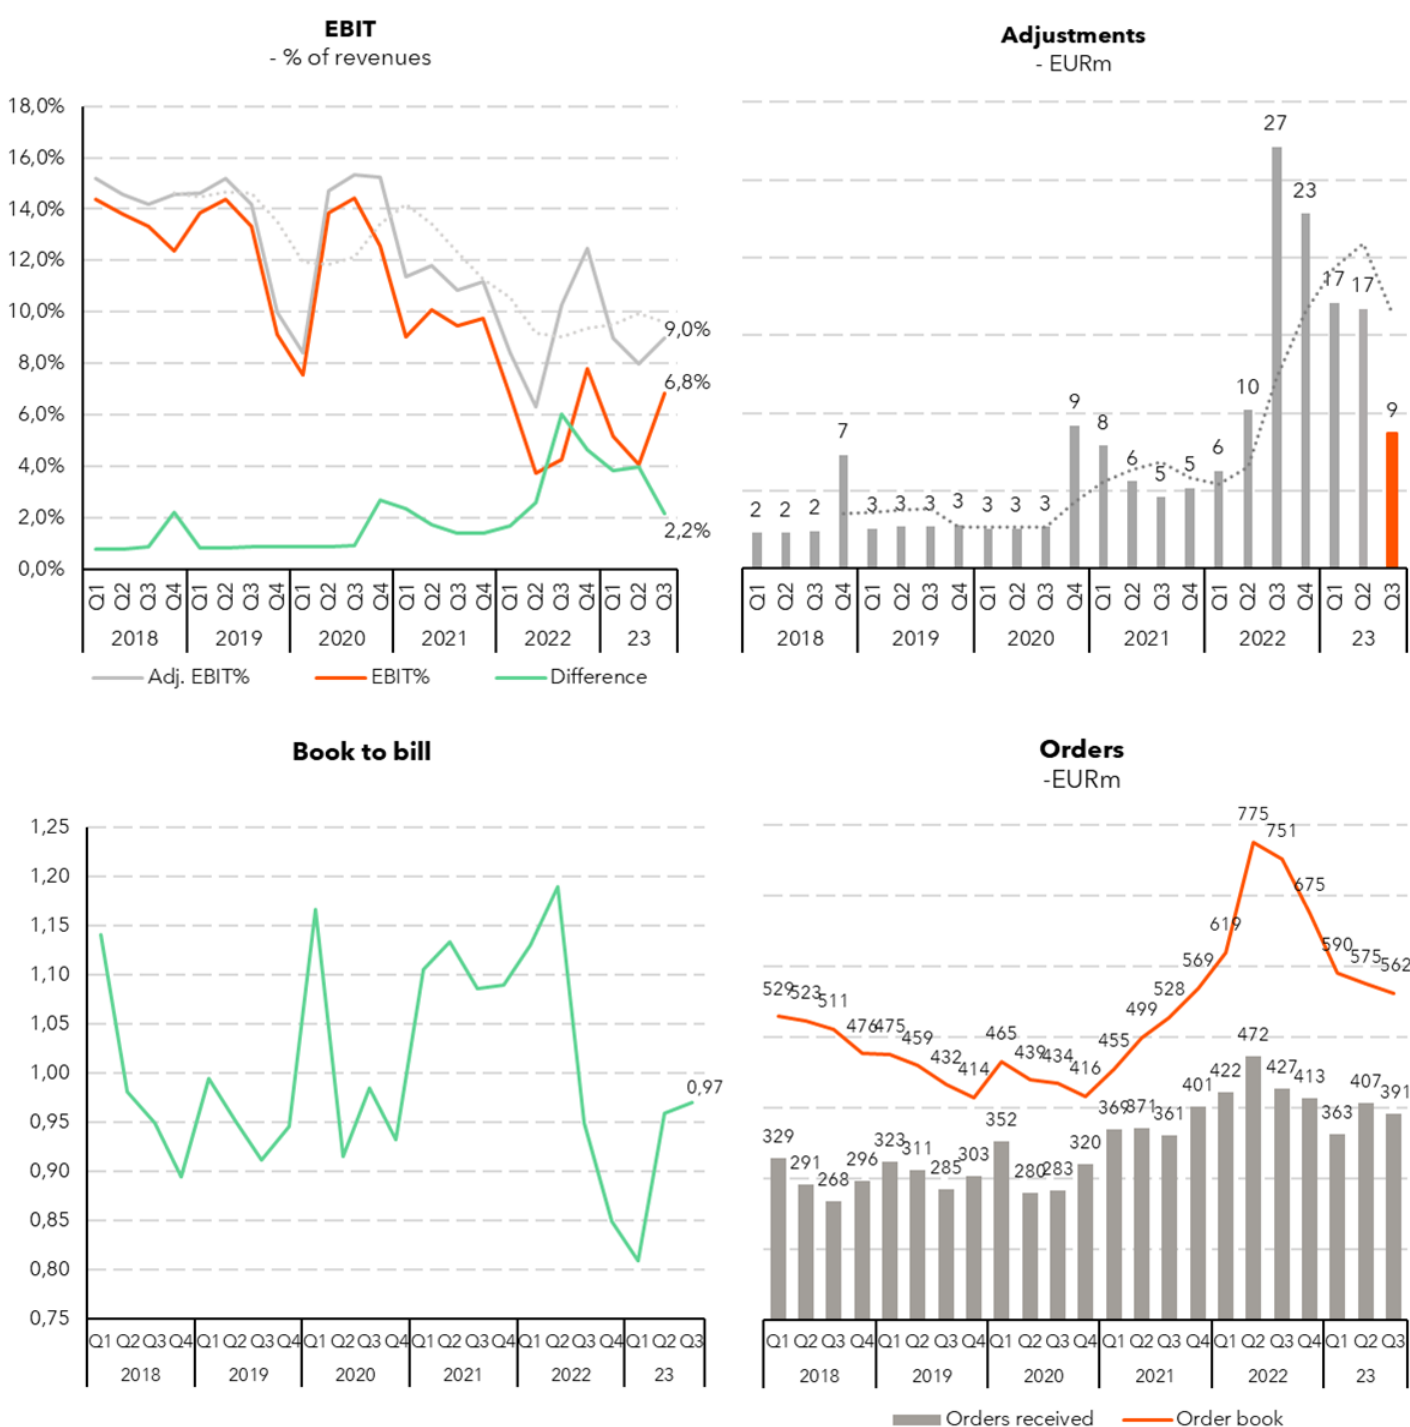 EBIT
- % of revenues
18,0%
16,0%
14,0%
12,0%
10,0%
8,0%
6,0%
4,0%
2,0%
0,0%
9,0%
6,8%
2,2%
Q1 Q2 Q3 Q4 Q1 Q2 Q3 Q4 Q1 Q2 Q3 Q4 Q1 Q2 Q3 Q4 Q1 Q2 Q3 Q4 Q1 Q2 Q3
2018 2019 2020 2021 2022 23
Adj. EBIT% EBIT% Difference
Adjustments
- EURm
2 2 2 7 3 3 3 3 3 3 3 9 8 6 5 5 6 10 27 23 17 17 9
Q1 Q2 Q3 Q4 Q1 Q2 Q3 Q4 Q1 Q2 Q3 Q4 Q1 Q2 Q3 Q4 Q1 Q2 Q3 Q4 Q1 Q2 Q3
2018 2019 2020 2021 2022 23
Book to bill
1,25
1,20
1,15
1,10
1,05
1,00
0,95
0,90
0,85
0,80
0,75
0,97
Q1 Q2 Q3 Q4 Q1 Q2 Q3 Q4 Q1 Q2 Q3 Q4 Q1 Q2 Q3 Q4 Q1 Q2 Q3 Q4 Q1 Q2 Q3
2018 2019 2020 2021 2022 23
Orders
-EURm
529 523 511 476 475 459 432 414 465 439 434 416 455 499 528 569 619 775 751 675 590 575 562
329 291 268 296 323 311 285 303 352 280 283 320 369 371 361 401 422 472 427 413 363 407 391
Q1 Q2 Q3 Q4 Q1 Q2 Q3 Q4 Q1 Q2 Q3 Q4 Q1 Q2 Q3 Q4 Q1 Q2 Q3 Q4 Q1 Q2 Q3
2018 2019 2020 2021 2022 23
Orders received Order book